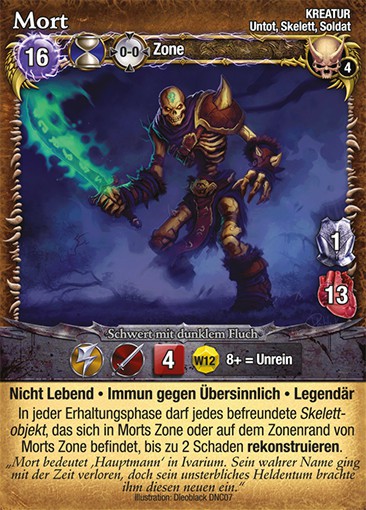 Mort
KREATUR
Untot, Skelett, Soldat
16
0-0 Zone
4
1
13
Schwert mit dunklem Fluch
4 W12 8+ = Unrein
Nicht Lebend • Immun gegen Übersinnlich • Legendär
In jeder Erhaltungsphase darf jedes befreundete Skelett-
objekt, das sich in Morts Zone oder auf dem Zonenrand von
Morts Zone befindet, bis zu 2 Schaden rekonstruieren.
„Mort bedeutet ‚Hauptmann‘ in Ivarium. Sein wahrer Name ging
mit der Zeit verloren, doch sein unsterbliches Heldentum brachte
ihm diesen neuen ein.“
Illustration: Dleoblack DNC07